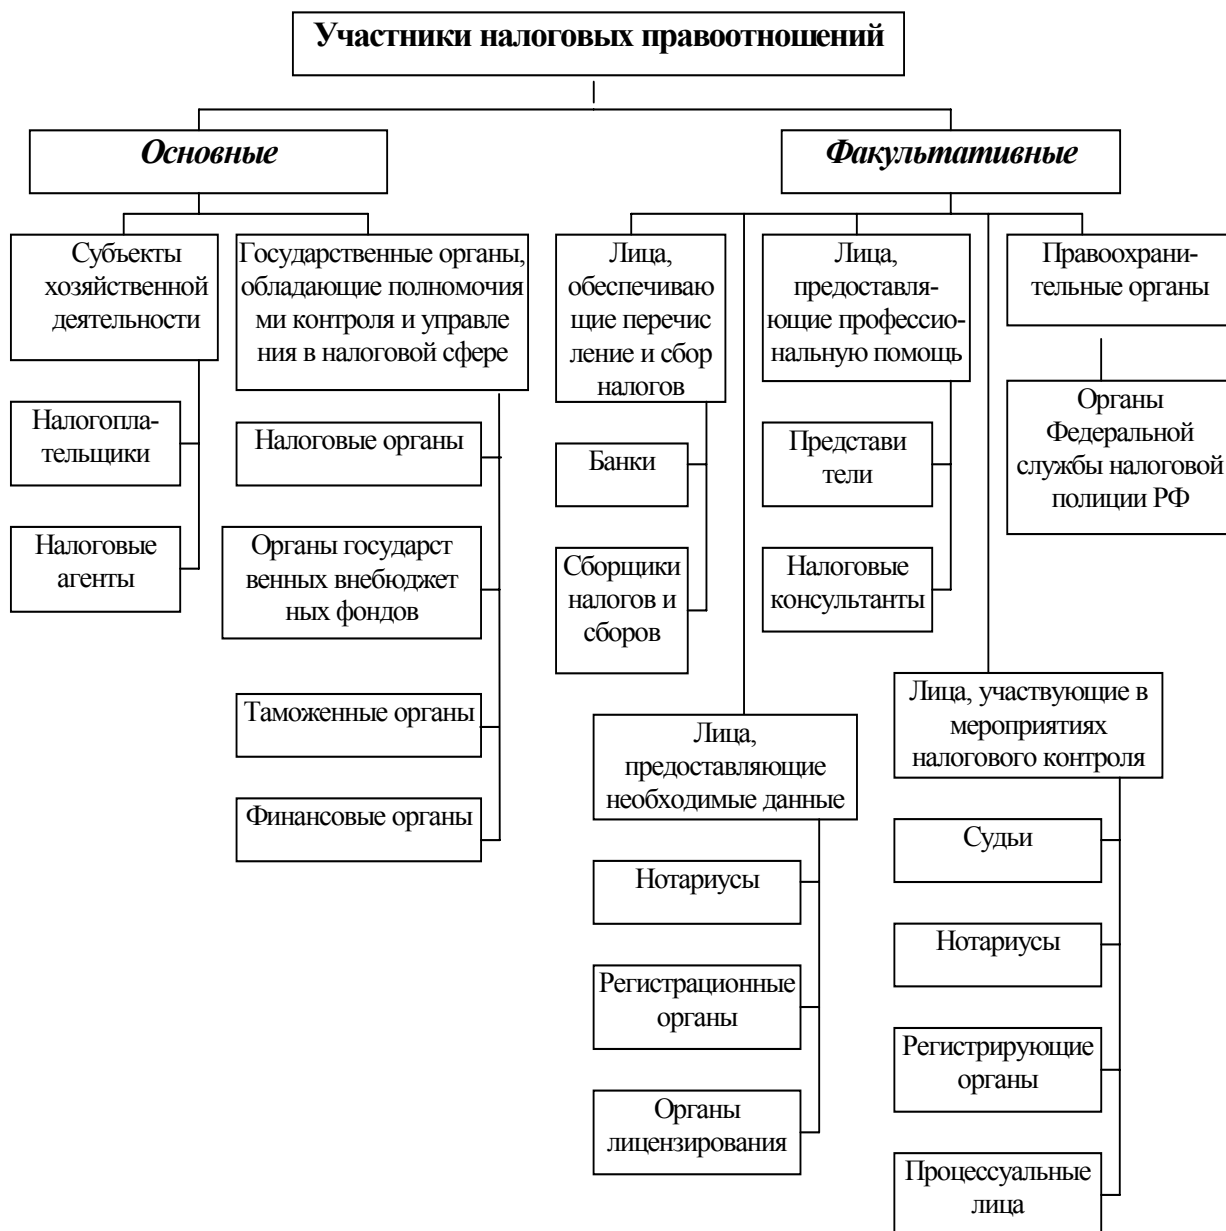 Участники налоговых правоотношений
Основные
Факультативные
Субъекты
хозяйственной
деятельности
Государственные органы,
обладающие полномочия
ми контроля и управле
ния в налоговой сфере
Лица,
обеспечиваю
щие перечис
ление и сбор
налогов
Лица,
предоставля-
ющие профессио-
нальную помощь
Правоохрани-
тельные органы
Налогопла-
тельщики
Налоговые
агенты
Налоговые органы
Органы государст
венных внебюджет
ных фондов
Таможенные органы
Финансовые органы
Банки
Сборщики
налогов и
сборов
Представи
тели
Налоговые
консультанты
Органы
Федеральной
службы налоговой
полиции РФ
Лица,
предоставляющие
необходимые данные
Нотариусы
Регистрационные
органы
Органы
лицензирования
Лица, участвующие в
мероприятиях
налогового контроля
Судьи
Нотариусы
Регистрирующие
органы
Процессуальные
лица